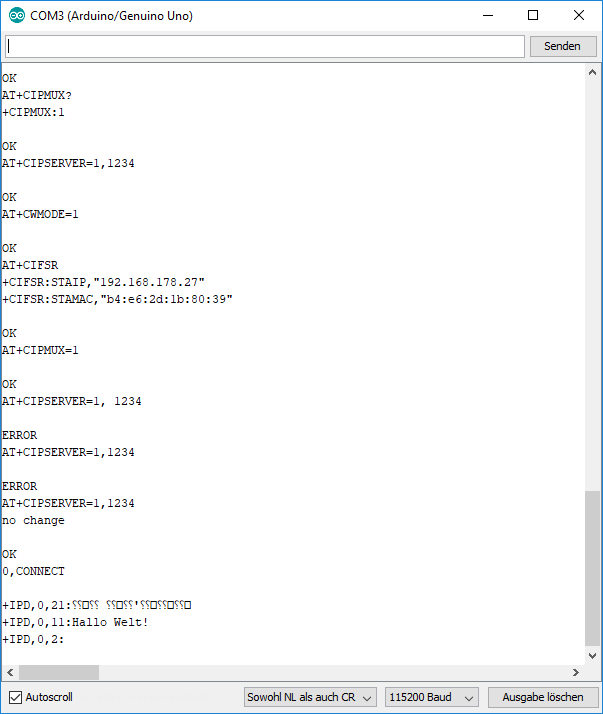 COM3 (Arduino/Genuino Uno)
Senden
OK
AT+CIPMUX?
+CIPMUX:1
OK
AT+CIPSERVER=1,1234
OK
AT+CWMODE=1
OK
AT+CIFSR
+CIFSR:STAIP,"192.168.178.27"
+CIFSR:STAMAC,"b4:e6:2d:1b:80:39"
OK
AT+CIPMUX=1
OK
AT+CIPSERVER=1, 1234
ERROR
AT+CIPSERVER=1,1234
ERROR
AT+CIPSERVER=1,1234
no change
OK
0,CONNECT
+IPD,0,21:⸮⸮□⸮⸮ ⸮⸮□⸮⸮'⸮⸮□⸮⸮□⸮⸮□
+IPD,0,11:Hallo Welt!
+IPD,0,2:
Autoscroll
Sowohl NL als auch CR
115200 Baud
Ausgabe löschen